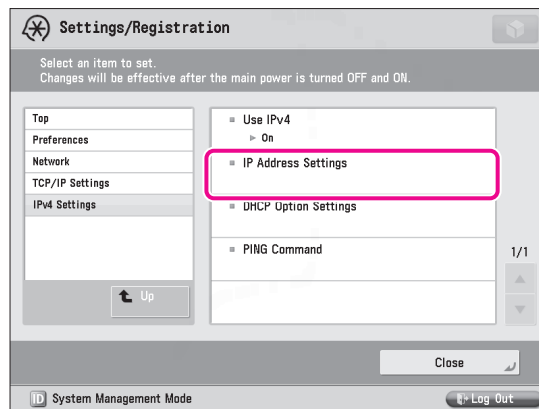 Settings/Registration
Select an item to set.
Changes will be effective after the main power is turned OFF and ON.
Top
Preferences
Network
TCP/IP Settings
IPv4 Settings
Up
Use IPv4
On
IP Address Settings
DHCP Option Settings
PING Command
1/1
Close
ID System Management Mode
Log Out